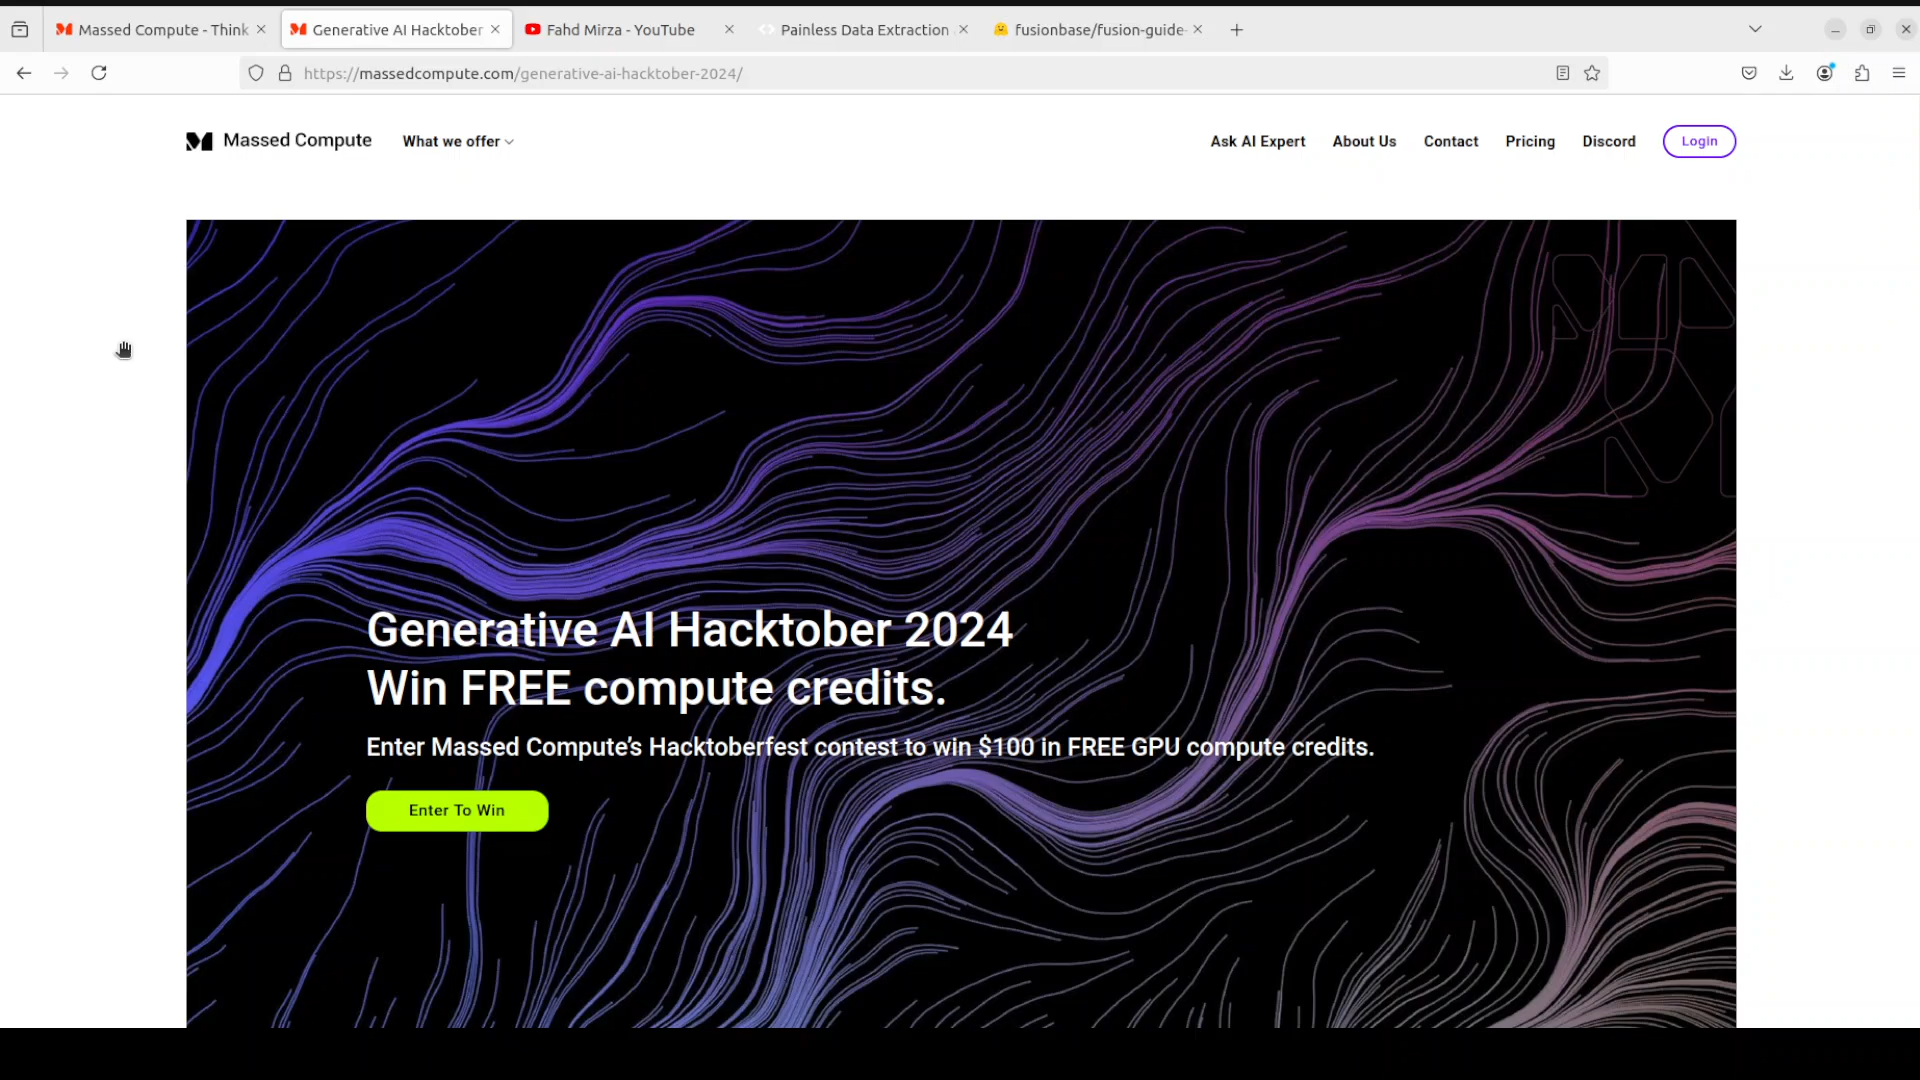 Massed Compute - Think
Generative AI Hacktober
Fahd Mirza - YouTube
Painless Data Extraction
fusionbase/fusion-guide-
https://massedcompute.com/generative-ai-hacktober-2024/
Massed Compute
What we offer
Ask AI Expert
About Us
Contact
Pricing
Discord
Login
Generative AI Hacktober 2024
Win FREE compute credits.
Enter Massed Compute’s Hacktoberfest contest to win $100 in FREE GPU compute credits.
Enter To Win